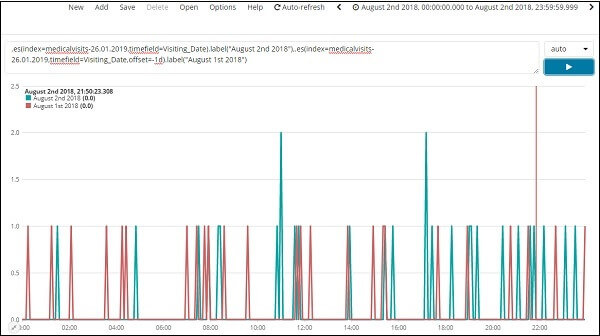 New Add Save Delete Open Options Help Auto-refresh August 2nd 2018, 00:00:00.000 to August 2nd 2018, 23:59:59.999
.es(index=medicalvisits-26.01.2019,timefield=Visiting_Date).label("August 2nd 2018"),.es(index=medicalvisits-
26.01.2019,timefield=Visiting_Date,offset=-1d).label("August 1st 2018")
auto
2.5
August 2nd 2018, 21:50:23.308
August 2nd 2018 (0.0)
August 1st 2018 (0.0)
2.0
1.5
1.0
0.5
0.0
02:00 04:00 06:00 08:00 10:00 12:00 14:00 16:00 18:00 20:00 22:00